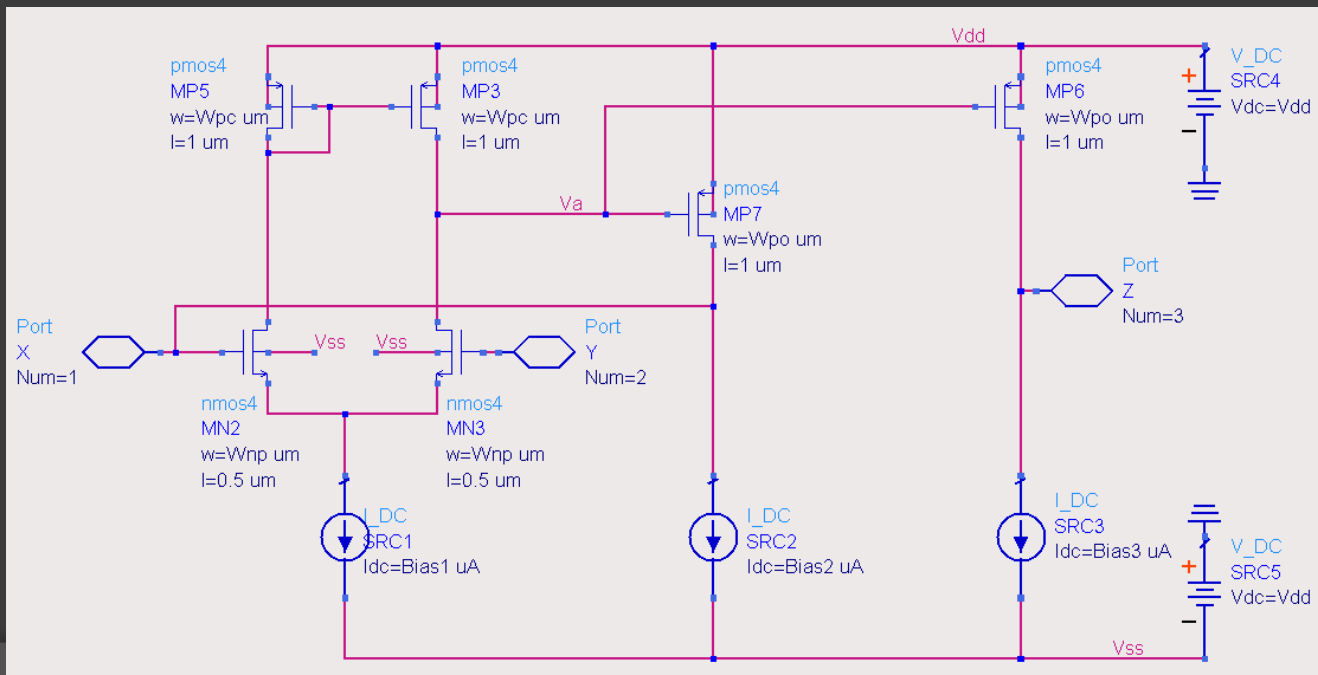 Vdd
pmos4
MP5
w=Wpc um
l=1 um
pmos4
MP3
w=Wpc um
l=1 um
pmos4
MP6
w=Wpo um
l=1 um
V_DC
SRC4
Vdc=Vdd
+
−
Va
pmos4
MP7
w=Wpo um
l=1 um
Port
X
Num=1
Vss
Vss
Port
Y
Num=2
Port
Z
Num=3
nmos4
MN2
w=Wnp um
l=0.5 um
nmos4
MN3
w=Wnp um
l=0.5 um
I_DC
SRC1
Idc=Bias1 uA
I_DC
SRC2
Idc=Bias2 uA
I_DC
SRC3
Idc=Bias3 uA
V_DC
SRC5
Vdc=Vdd
+
−
Vss